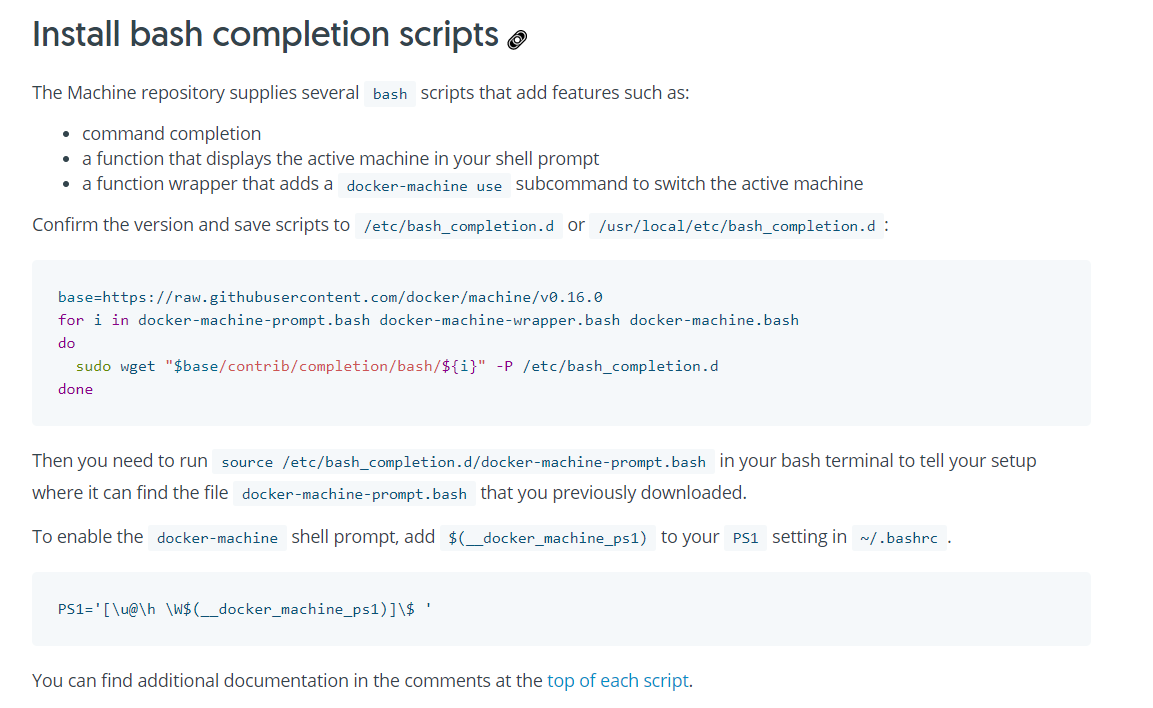 Install bash completion scripts
The Machine repository supplies several bash scripts that add features such as:
• command completion
• a function that displays the active machine in your shell prompt
• a function wrapper that adds a docker-machine use subcommand to switch the active machine
Confirm the version and save scripts to /etc/bash_completion.d or /usr/local/etc/bash_completion.d :
base=https://raw.githubusercontent.com/docker/machine/v0.16.0
for i in docker-machine-prompt.bash docker-machine-wrapper.bash docker-machine.bash
do
  sudo wget "$base/contrib/completion/bash/${i}" -P /etc/bash_completion.d
done
Then you need to run source /etc/bash_completion.d/docker-machine-prompt.bash in your bash terminal to tell your setup
where it can find the file docker-machine-prompt.bash that you previously downloaded.
To enable the docker-machine shell prompt, add $(__docker_machine_ps1) to your PS1 setting in ~/.bashrc .
PS1='[\u@\h \W$(__docker_machine_ps1)]\$ '
You can find additional documentation in the comments at the top of each script.